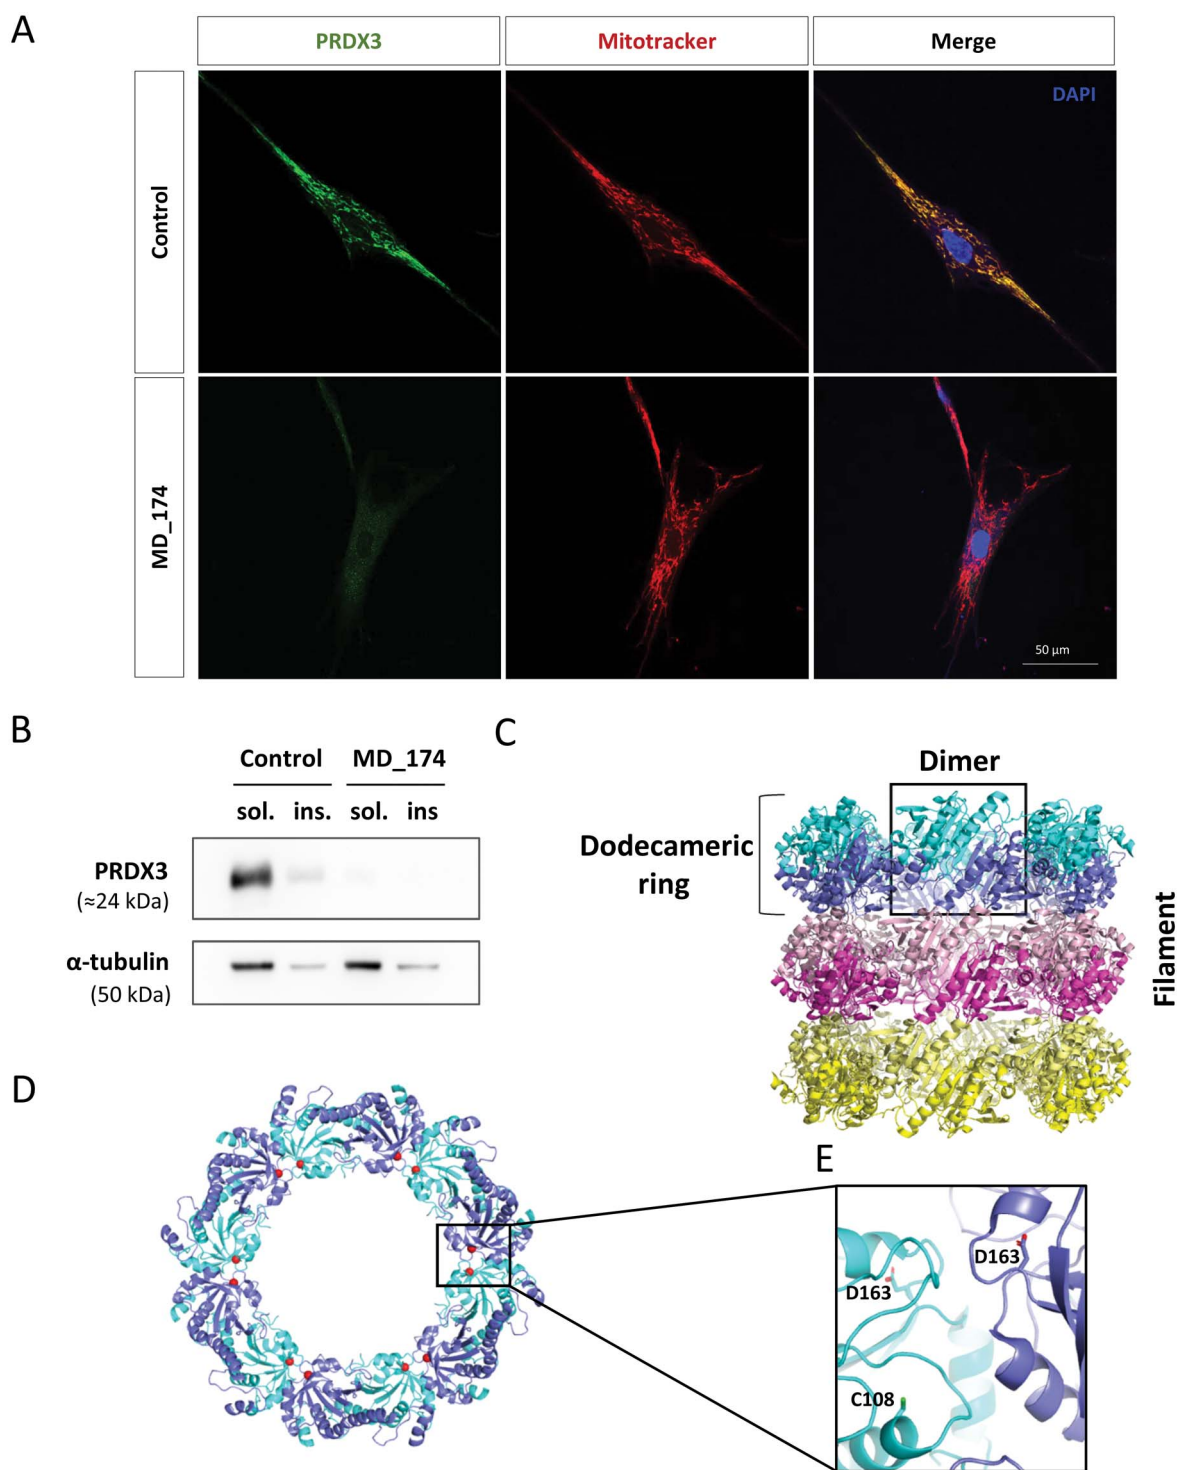 A
PRDX3
Mitotracker
Merge
DAPI
Control
MD_174
50 µm
B
Control
MD_174
sol.
ins.
sol.
ins
PRDX3
(≈24 kDa)
α-tubulin
(50 kDa)
C
Dimer
Dodecameric
ring
Filament
D
E
D163
D163
C108